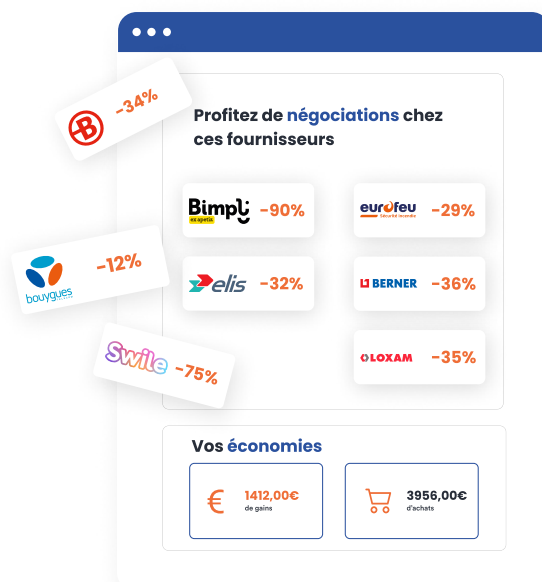 -34%
B
Profitez de négociations chez
ces fournisseurs
Bimpli
ex apetiz
-90%
eurofeu
Sécurité incendie
-29%
bouygues
-12%
elis
-32%
BERNER
-36%
Swile
-75%
LOXAM
-35%
Vos économies
1412,00€
de gains
3956,00€
d'achats